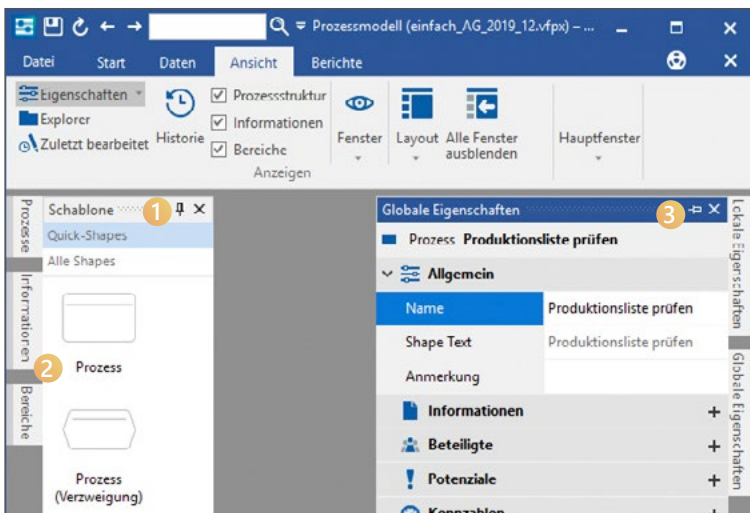 Prozessmodell (einfach_AG_2019_12.vfpx) – ...
Datei Start Daten Ansicht Berichte
Eigenschaften
Explorer
Zuletzt bearbeitet
Historie
Prozessstruktur
Informationen
Bereiche
Anzeigen
Fenster
Layout
Alle Fenster
ausblenden
Hauptfenster
Prozesse
Informationen
Bereiche
Schablone 1
Quick-Shapes
Alle Shapes
2
Prozess
Prozess
(Verzweigung)
Globale Eigenschaften 3
Prozess Produktionsliste prüfen
Allgemein
Name Produktionsliste prüfen
Shape Text Produktionsliste prüfen
Anmerkung
Informationen +
Beteiligte +
Potenziale +
Kennzahlen
Lokale Eigenschaften
Globale Eigenschaften